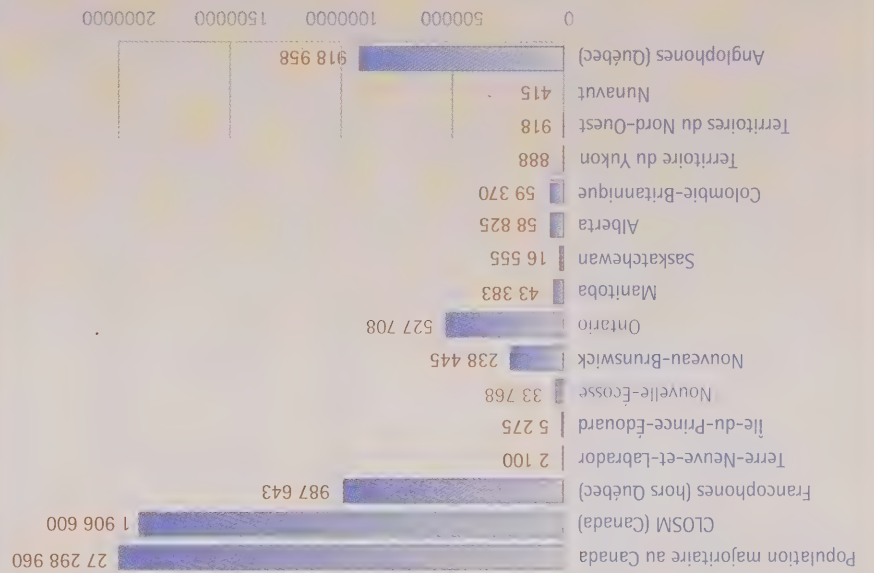 Population majoritaire au Canada 27 298 960
CLOSM (Canada) 1 906 600
Francophones (hors Québec) 987 643
Terre-Neuve-et-Labrador 2 100
Île-du-Prince-Édouard 5 275
Nouvelle-Écosse 33 768
Nouveau-Brunswick 238 445
Ontario 527 708
Manitoba 43 383
Saskatchewan 16 555
Alberta 58 825
Colombie-Britannique 59 370
Territoire du Yukon 888
Territoires du Nord-Ouest 918
Nunavut 415
Anglophones (Québec) 918 958
0 500000 1000000 1500000 2000000